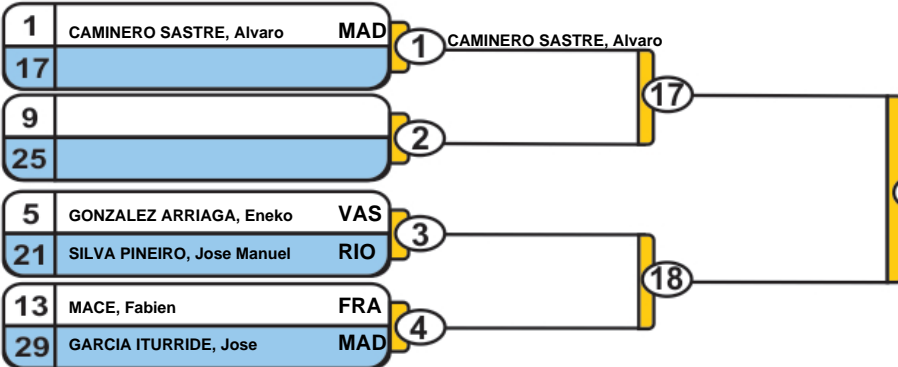 1 CAMINERO SASTRE, Alvaro MAD
17
1 CAMINERO SASTRE, Alvaro
17
9
25
2
5 GONZALEZ ARRIAGA, Eneko VAS
21 SILVA PINEIRO, Jose Manuel RIO
3
18
13 MACE, Fabien FRA
29 GARCIA ITURRIDE, Jose MAD
4